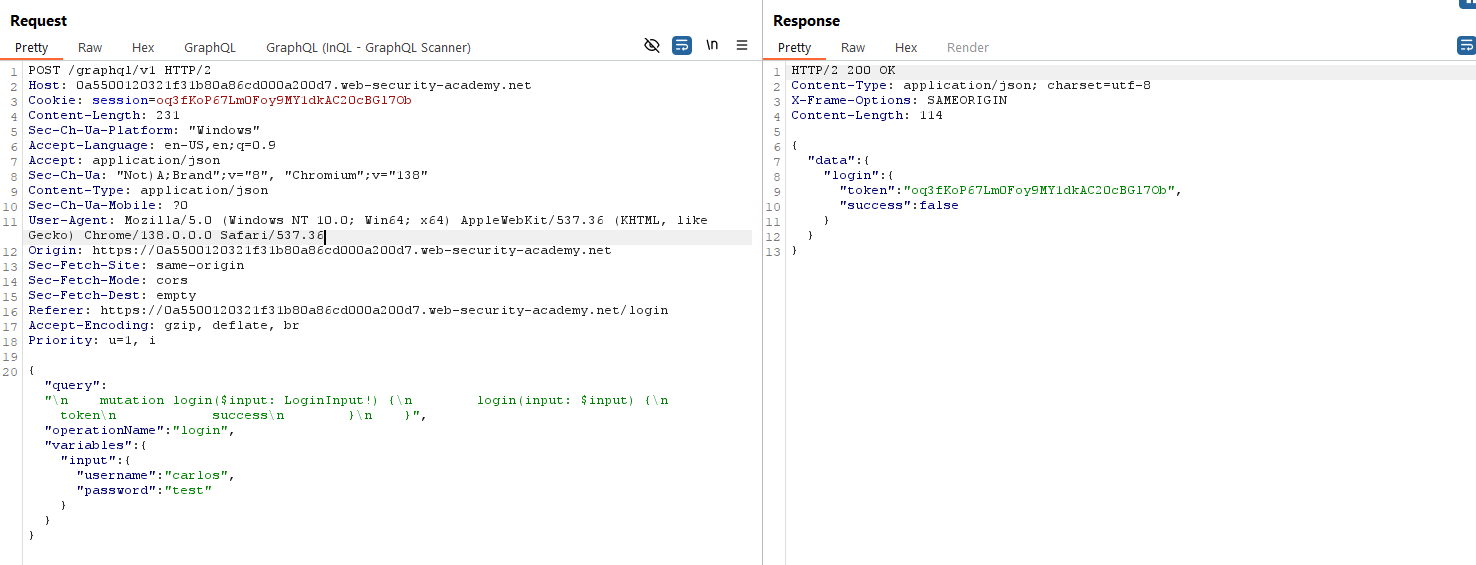 Request
Pretty Raw Hex GraphQL GraphQL (InQL - GraphQL Scanner) \n
1 POST /graphql/v1 HTTP/2
2 Host: 0a5500120321f31b80a86cd000a200d7.web-security-academy.net
3 Cookie: session=oq3fKoP67Lm0Foy9MY1dkAC20cBGl7Ob
4 Content-Length: 231
5 Sec-Ch-Ua-Platform: "Windows"
6 Accept-Language: en-US,en;q=0.9
7 Accept: application/json
8 Sec-Ch-Ua: "Not)A;Brand";v="8", "Chromium";v="138"
9 Content-Type: application/json
10 Sec-Ch-Ua-Mobile: ?0
11 User-Agent: Mozilla/5.0 (Windows NT 10.0; Win64; x64) AppleWebKit/537.36 (KHTML, like
Gecko) Chrome/138.0.0.0 Safari/537.36
12 Origin: https://0a5500120321f31b80a86cd000a200d7.web-security-academy.net
13 Sec-Fetch-Site: same-origin
14 Sec-Fetch-Mode: cors
15 Sec-Fetch-Dest: empty
16 Referer: https://0a5500120321f31b80a86cd000a200d7.web-security-academy.net/login
17 Accept-Encoding: gzip, deflate, br
18 Priority: u=1, i
19
20 {
"query":
"\n    mutation login($input: LoginInput!) {\n        login(input: $input) {\n
token\n            success\n        }\n    }",
"operationName":"login",
"variables":{
"input":{
"username":"carlos",
"password":"test"
}
}
}
Response
Pretty Raw Hex Render
1 HTTP/2 200 OK
2 Content-Type: application/json; charset=utf-8
3 X-Frame-Options: SAMEORIGIN
4 Content-Length: 114
5
6 {
7 "data":{
8 "login":{
9 "token":"oq3fKoP67Lm0Foy9MY1dkAC20cBGl7Ob",
10 "success":false
11 }
12 }
13 }